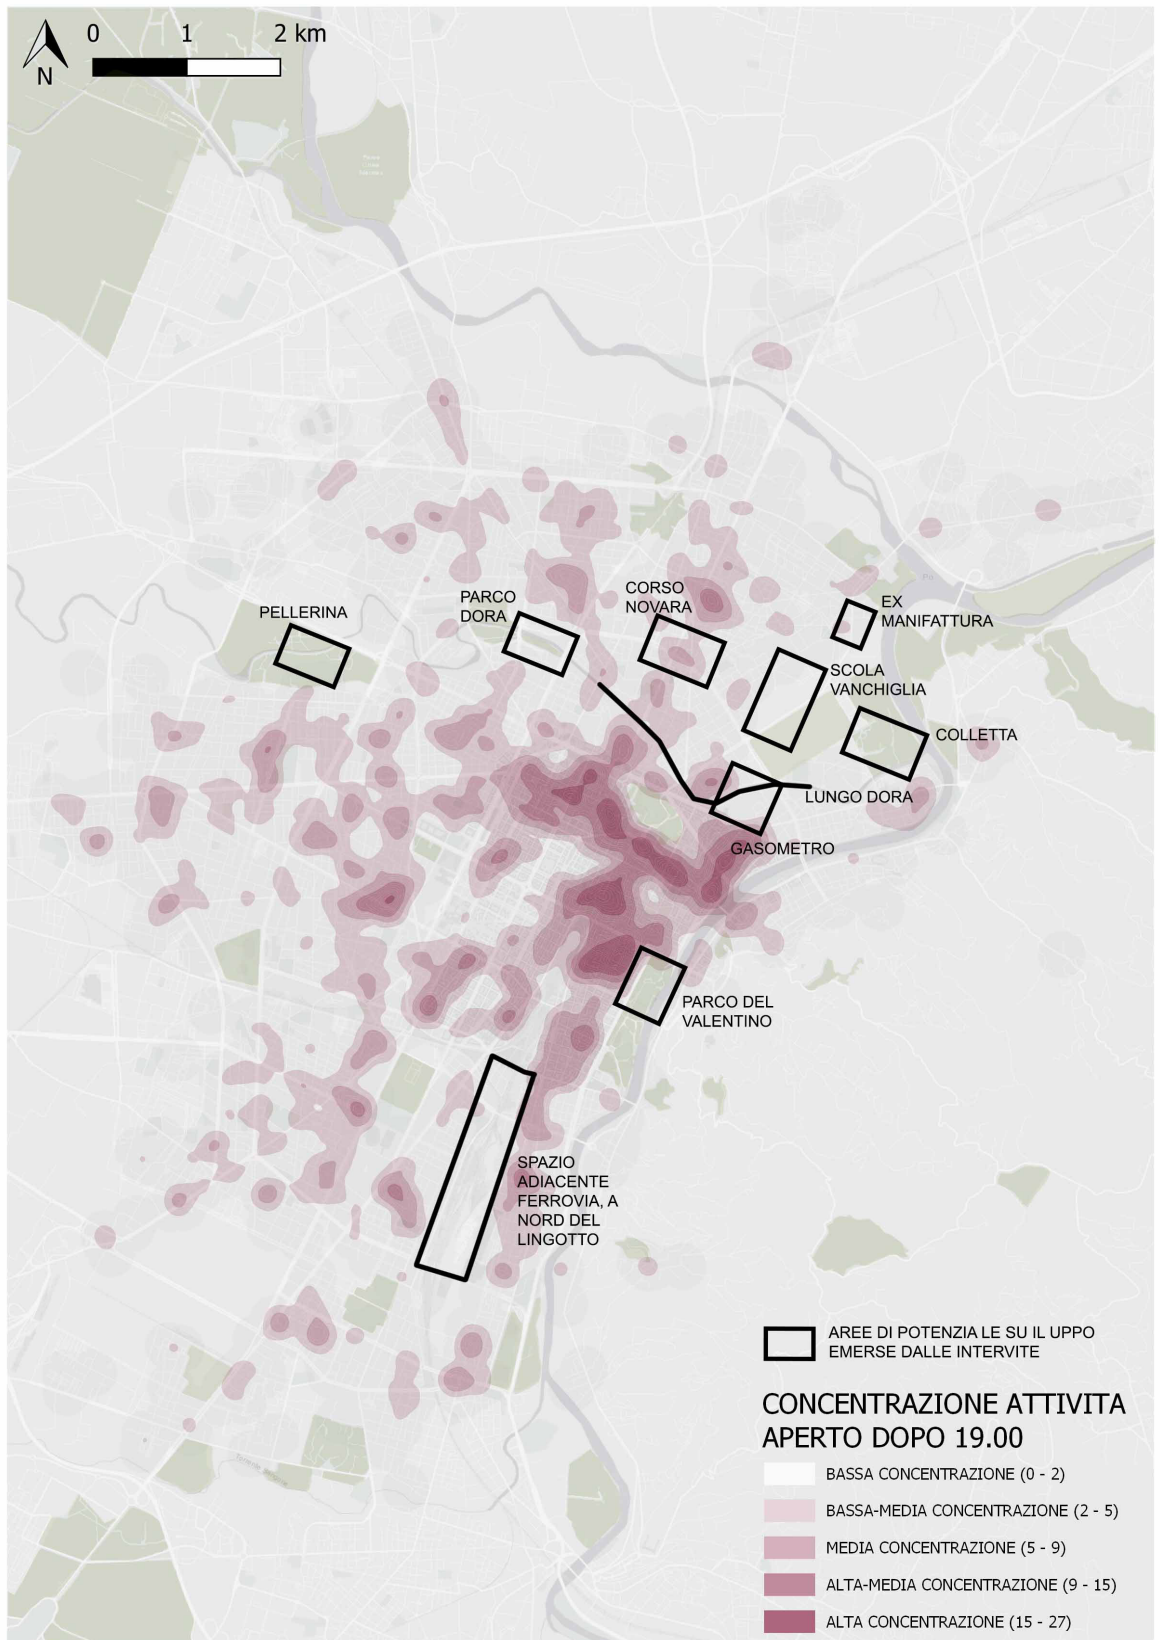 0 1 2 km
N
PELLERINA
PARCO
DORA
CORSO
NOVARA
EX
MANIFATTURA
SCOLA
VANCHIGLIA
COLLETTA
LUNGO DORA
GASOMETRO
PARCO DEL
VALENTINO
SPAZIO
ADIACENTE
FERROVIA, A
NORD DEL
LINGOTTO
Po
AREE DI POTENZIA LE SU IL UPPO
EMERSE DALLE INTERVITE
CONCENTRAZIONE ATTIVITA
APERTO DOPO 19.00
BASSA CONCENTRAZIONE (0 - 2)
BASSA-MEDIA CONCENTRAZIONE (2 - 5)
MEDIA CONCENTRAZIONE (5 - 9)
ALTA-MEDIA CONCENTRAZIONE (9 - 15)
ALTA CONCENTRAZIONE (15 - 27)